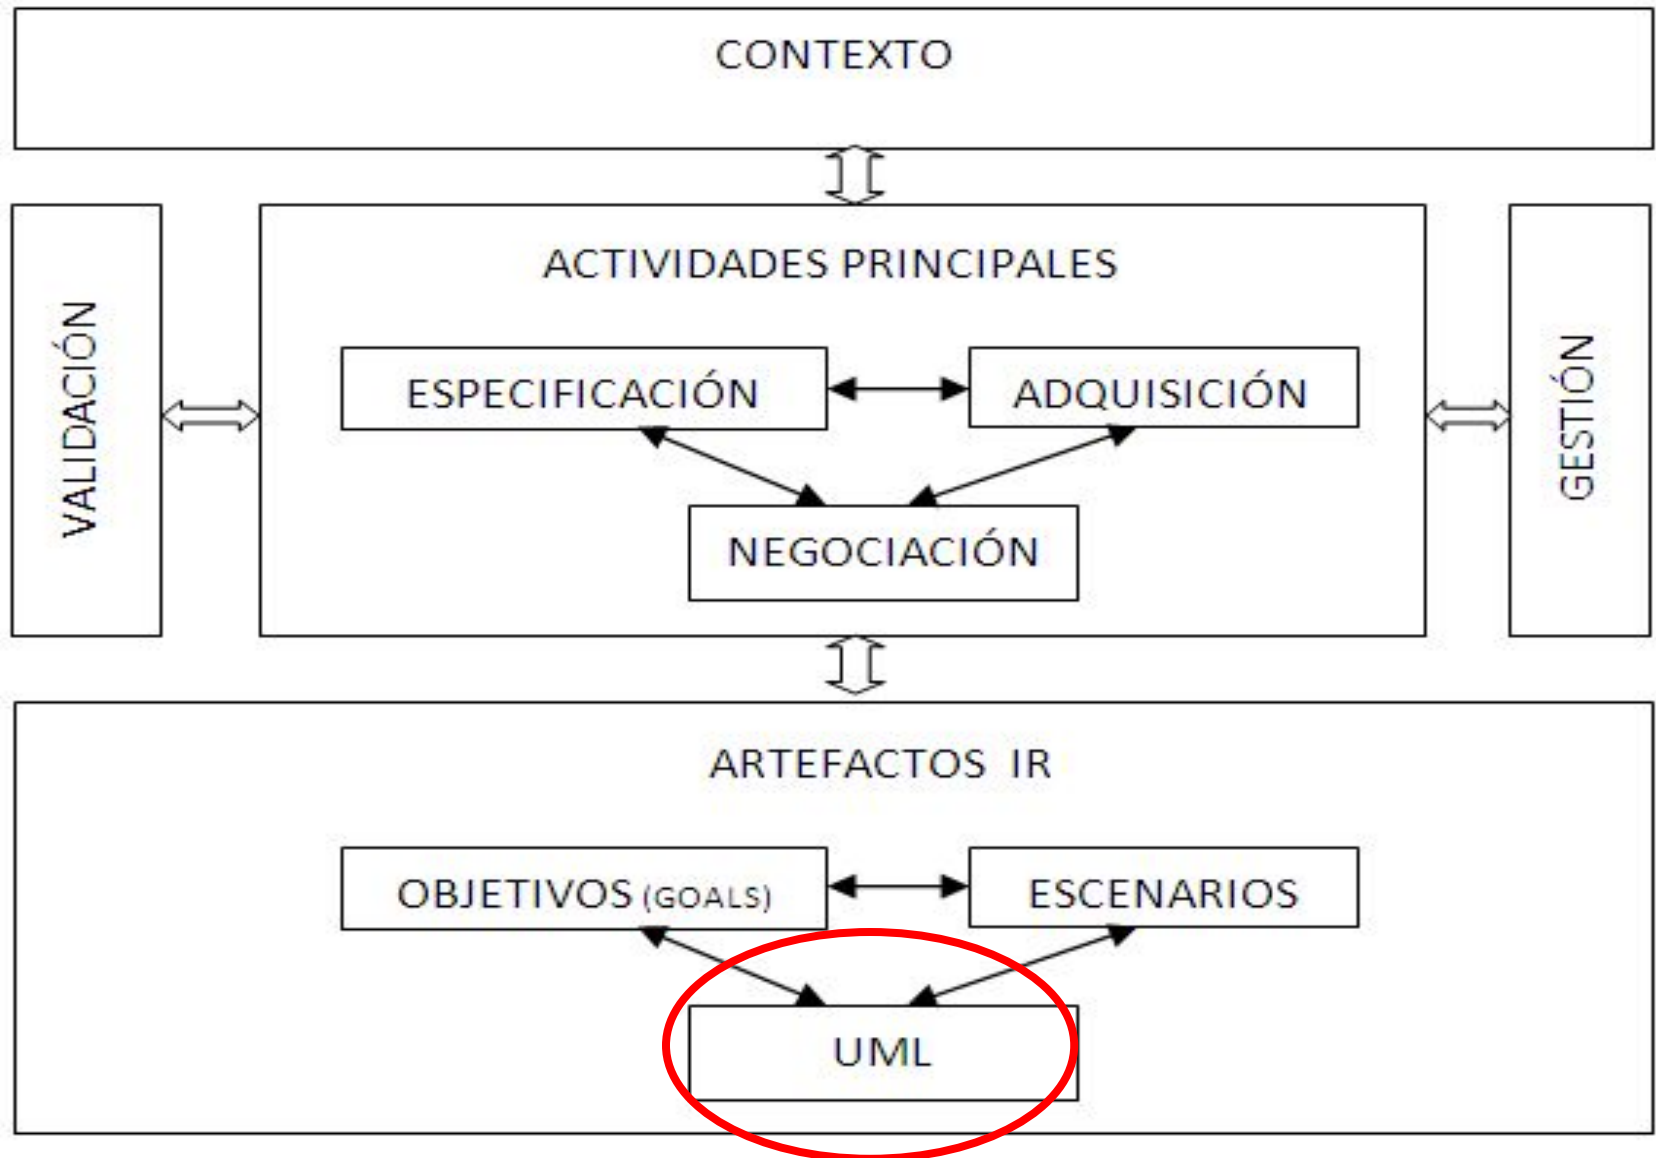 CONTEXTO
ACTIVIDADES PRINCIPALES
VALIDACIÓN
ESPECIFICACIÓN
ADQUISICIÓN
NEGOCIACIÓN
GESTIÓN
ARTEFACTOS IR
OBJETIVOS (GOALS)
ESCENARIOS
UML